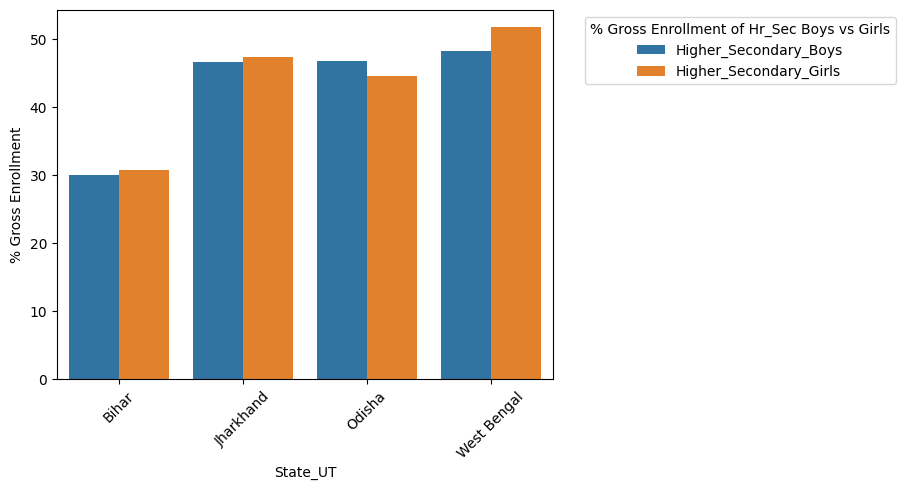 % Gross Enrollment of Hr_Sec Boys vs Girls
Higher_Secondary_Boys
Higher_Secondary_Girls
% Gross Enrollment
50
40
30
20
10
0
Bihar
Jharkhand
Odisha
West Bengal
State_UT